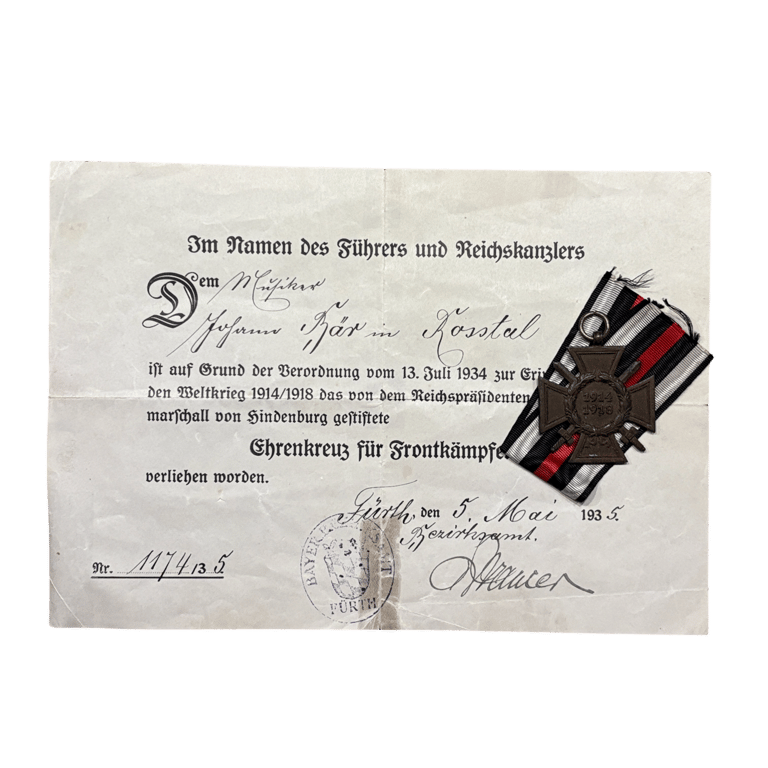 Im Namen des Führers und Reichskanzlers
Dem Musiker
Johann Bär in Rosstal
ist auf Grund der Verordnung vom 13. Juli 1934 zur Eri
den Weltkrieg 1914/1918 das von dem Reichspräsidenten
marschall von Hindenburg gestiftete
Ehrenkreuz für Frontkämpfe
verliehen worden.
Fürth, den 5. Mai 1935.
Bezirksamt.
Nr. 1174/35
FÜRTH
1914
1918